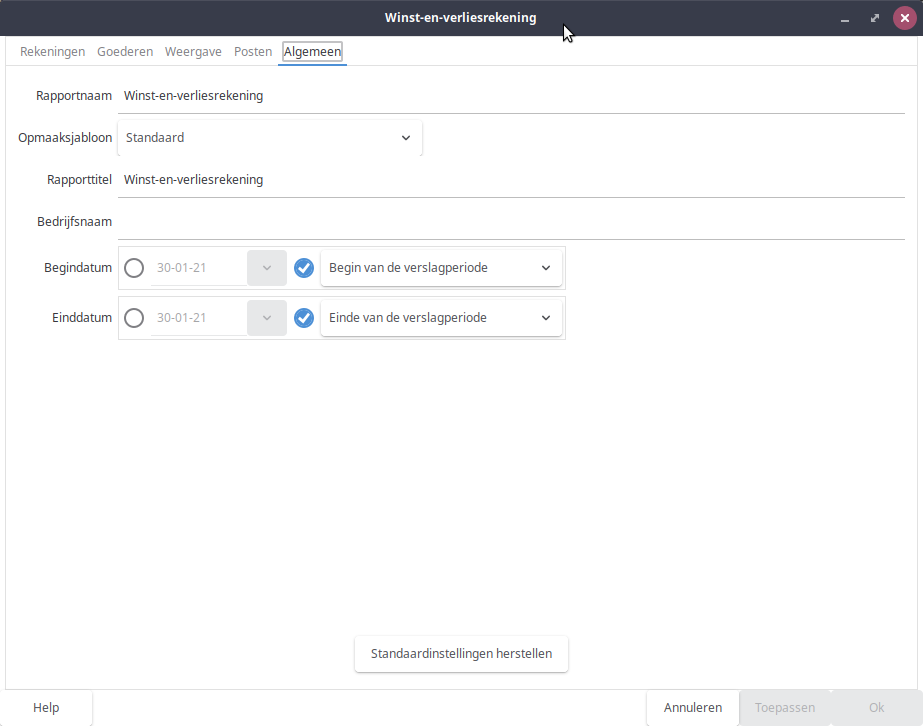 Winst-en-verliesrekening
Rekeningen Goederen Weergave Posten Algemeen
Rapportnaam Winst-en-verliesrekening
Opmaaksjabloon Standaard
Rapporttitel Winst-en-verliesrekening
Bedrijfsnaam
Begindatum 30-01-21 Begin van de verslagperiode
Einddatum 30-01-21 Einde van de verslagperiode
Standaardinstellingen herstellen
Help Annuleren Toepassen Ok